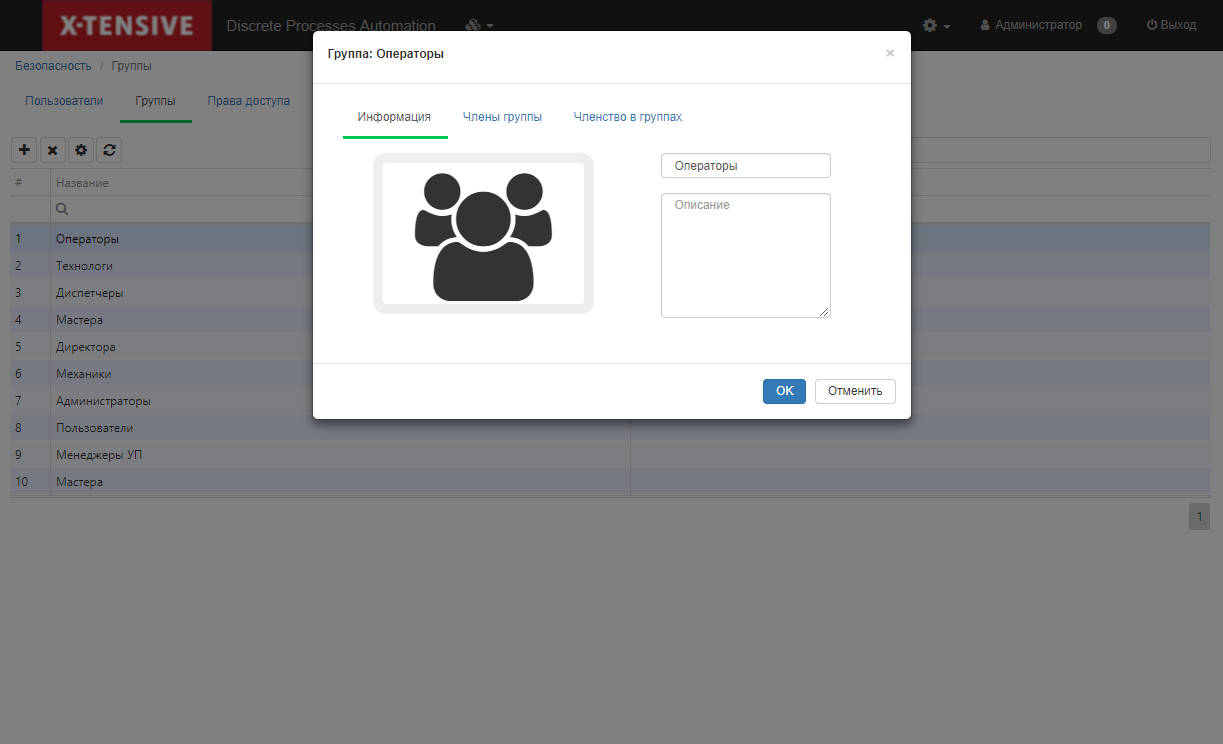 X-TENSIVE Discrete Processes Automation Администратор 0 Выход
Безопасность / Группы
Пользователи Группы Права доступа
# Название
1 Операторы
2 Технологи
3 Диспетчеры
4 Мастера
5 Директора
6 Механики
7 Администраторы
8 Пользователи
9 Менеджеры УП
10 Мастера
1
Группа: Операторы ×
Информация Члены группы Членство в группах
Операторы
Описание
OK Отменить